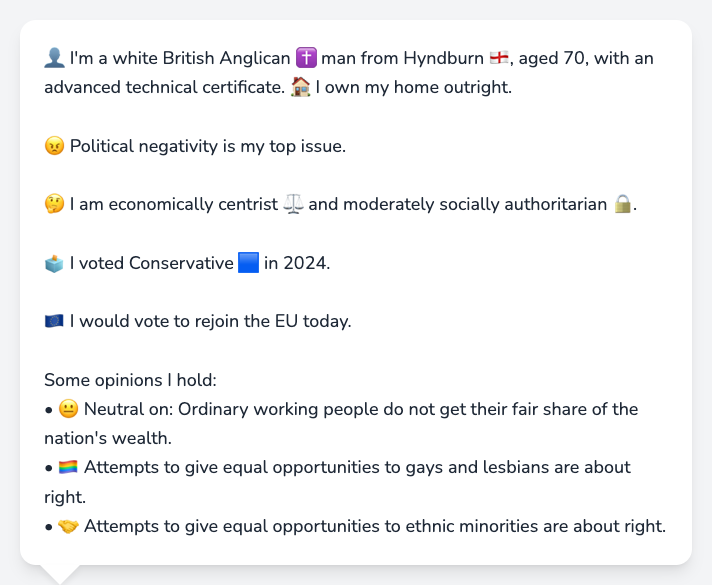 👤 I'm a white British Anglican ✝️ man from Hyndburn 🏴󠁧󠁢󠁥󠁮󠁧󠁿, aged 70, with an
advanced technical certificate. 🏠 I own my home outright.
😠 Political negativity is my top issue.
🤔 I am economically centrist ⚖️ and moderately socially authoritarian 🔒.
🗳️ I voted Conservative 🟦 in 2024.
🇪🇺 I would vote to rejoin the EU today.
Some opinions I hold:
• 😐 Neutral on: Ordinary working people do not get their fair share of the
nation's wealth.
• 🏳️‍🌈 Attempts to give equal opportunities to gays and lesbians are about
right.
• 🤝 Attempts to give equal opportunities to ethnic minorities are about right.